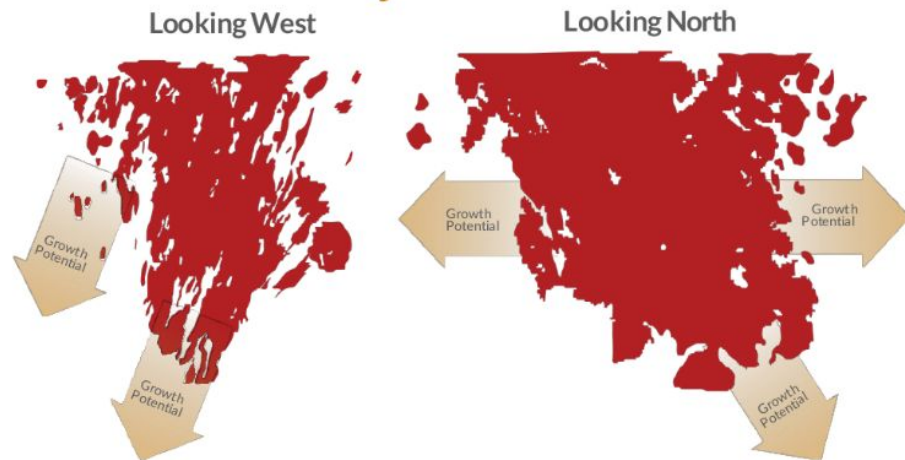 Looking West
Looking North
Growth
Potential
Growth
Potential
Growth
Potential
Growth
Potential
Growth
Potential